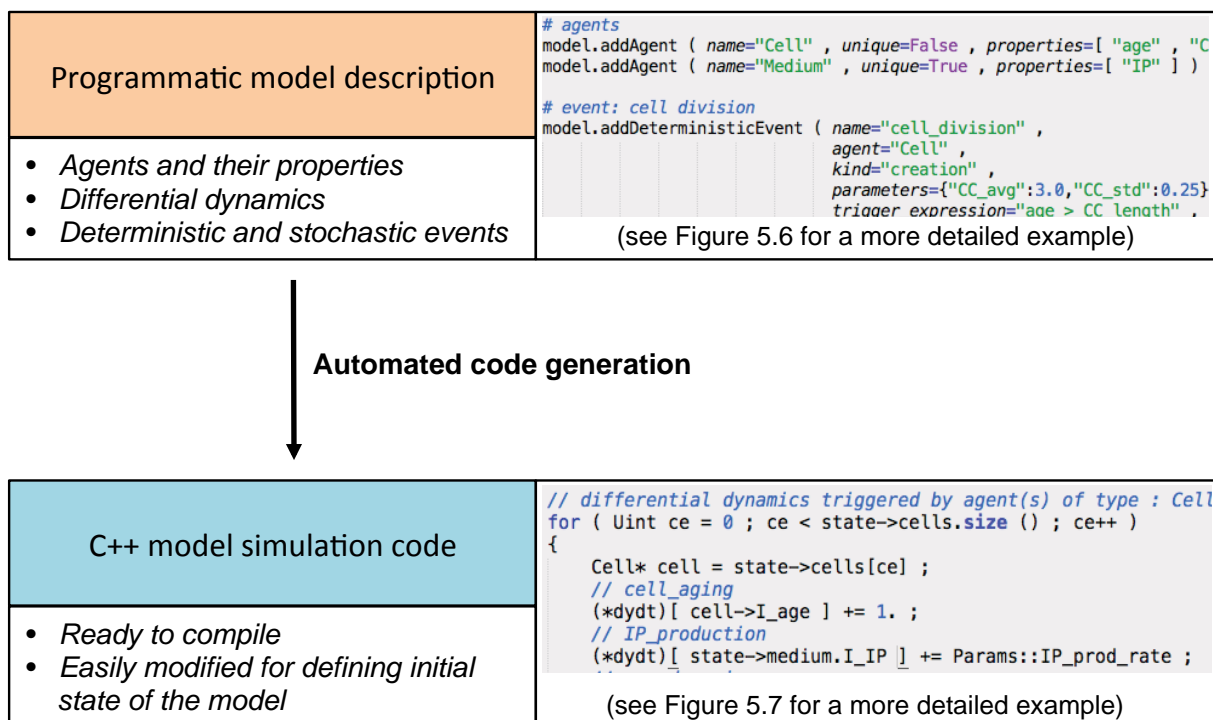 Programmatic model description
• Agents and their properties
• Differential dynamics
• Deterministic and stochastic events
# agents
model.addAgent ( name="Cell" , unique=False , properties=[ "age" , "C
model.addAgent ( name="Medium" , unique=True , properties=[ "IP" ] )
# event: cell division
model.addDeterministicEvent ( name="cell_division" ,
agent="Cell" ,
kind="creation" ,
parameters={"CC_avg":3.0,"CC_std":0.25}
trigger_expression="age > CC_length" ,
(see Figure 5.6 for a more detailed example)
Automated code generation
C++ model simulation code
• Ready to compile
• Easily modified for defining initial
state of the model
// differential dynamics triggered by agent(s) of type : Cell
for ( Uint ce = 0 ; ce < state->cells.size () ; ce++ )
{
Cell* cell = state->cells[ce] ;
// cell_aging
(*dydt)[ cell->I_age ] += 1. ;
// IP_production
(*dydt)[ state->medium.I_IP ] += Params::IP_prod_rate ;
(see Figure 5.7 for a more detailed example)